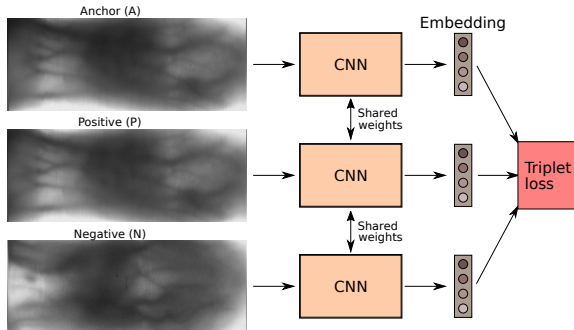 Anchor (A)
Embedding
CNN
Shared
weights
Positive (P)
CNN
Triplet
loss
Shared
weights
Negative (N)
CNN